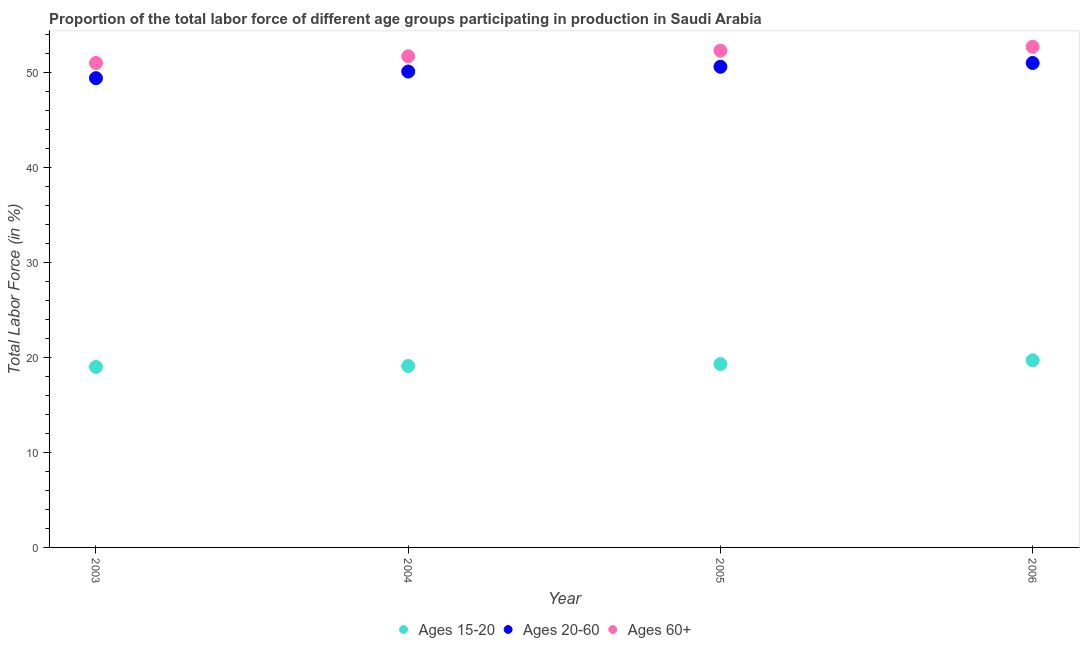 Proportion of the total labor force of different age groups participating in production in Saudi Arabia
Total Labor Force (in %)
50
40
30
20
10
0
2003
2004
2005
2006
Year
Ages 15-20
Ages 20-60
Ages 60+